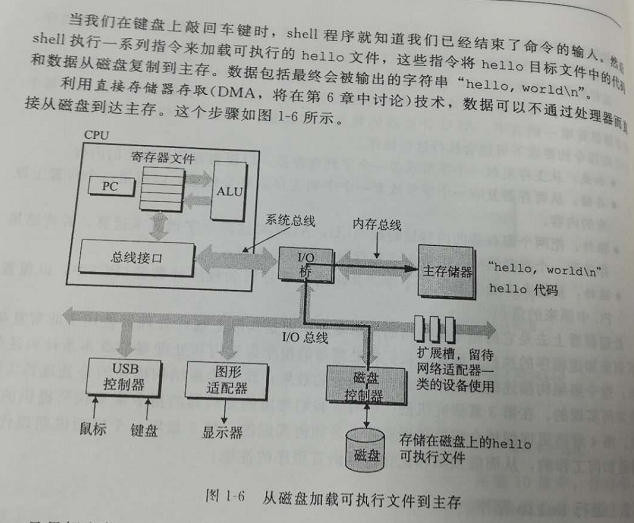 当我们在键盘上敲回车键时，shell 程序就知道我们已经结束了命令的输入。然后
shell 执行一系列指令来加载可执行的 hello 文件，这些指令将 hello 目标文件中的代码
和数据从磁盘复制到主存。数据包括最终会被输出的字符串“hello, world\n”。
利用直接存储器存取(DMA，将在第 6 章中讨论)技术，数据可以不通过处理器而直
接从磁盘到达主存。这个步骤如图 1-6 所示。
CPU
寄存器文件
PC
ALU
系统总线
内存总线
总线接口
I/O
桥
主存储器
“hello, world\n”
hello 代码
I/O 总线
扩展槽，留待
网络适配器一
类的设备使用
USB
控制器
图形
适配器
磁盘
控制器
鼠标
键盘
显示器
磁盘
存储在磁盘上的hello
可执行文件
图 1-6 从磁盘加载可执行文件到主存